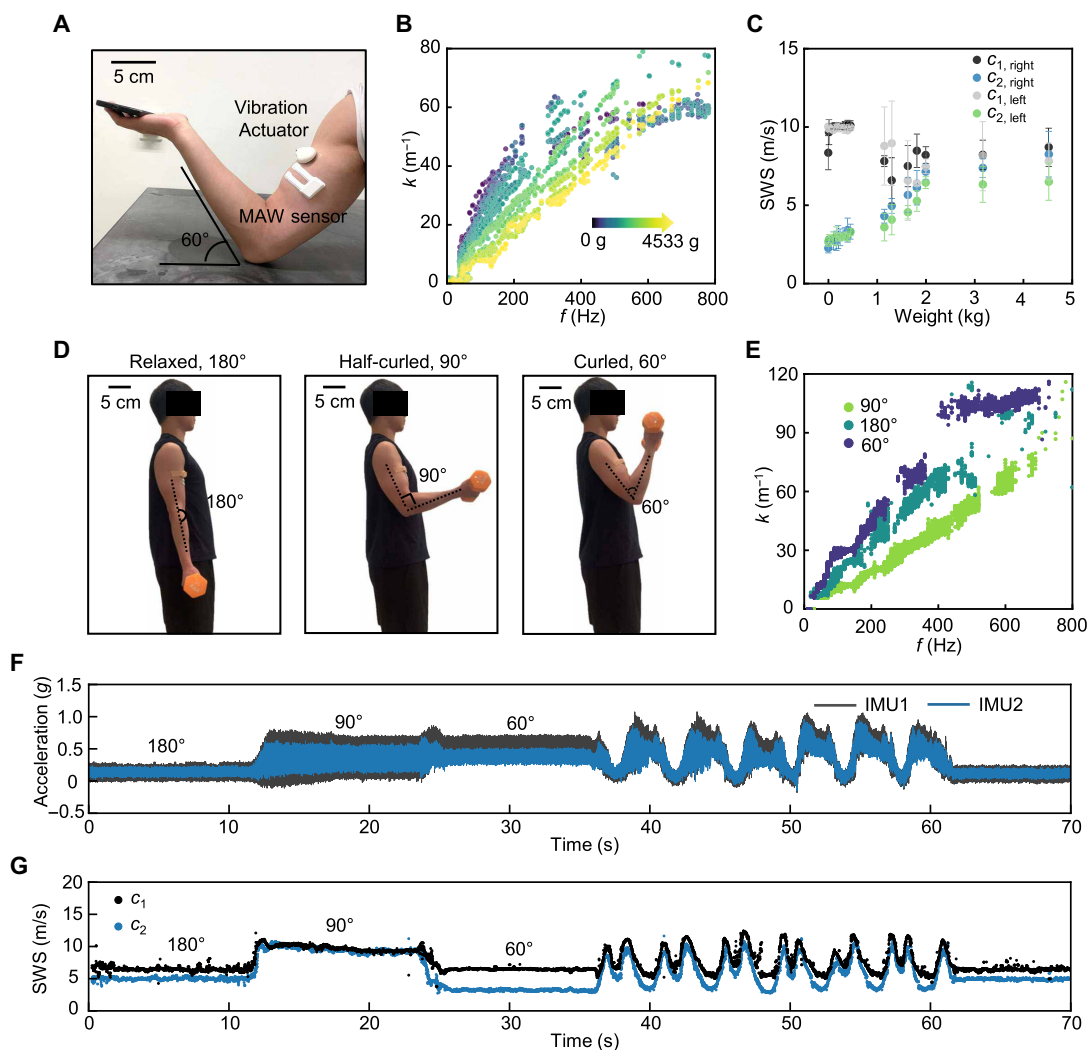 A
5 cm
Vibration
Actuator
MAW sensor
60°
B
80
60
40
20
0
k (m⁻¹)
0 g
4533 g
0
200
400
600
800
f (Hz)
C
15
10
5
0
SWS (m/s)
c1, right
c2, right
c1, left
c2, left
0
1
2
3
4
5
Weight (kg)
D
Relaxed, 180°
5 cm
180°
Half-curled, 90°
5 cm
90°
Curled, 60°
5 cm
60°
E
120
90
60
30
0
k (m⁻¹)
90°
180°
60°
0
200
400
600
800
f (Hz)
F
1.5
1.0
0.5
0
−0.5
Acceleration (g)
180°
90°
60°
IMU1
IMU2
0
10
20
30
40
50
60
70
Time (s)
G
20
15
10
5
0
SWS (m/s)
c1
c2
180°
90°
60°
0
10
20
30
40
50
60
70
Time (s)